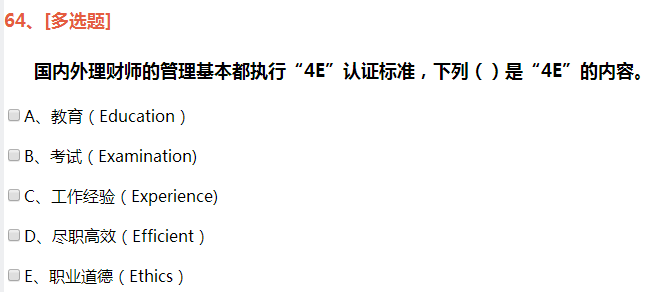 64、[多选题]
国内外理财师的管理基本都执行“4E”认证标准，下列（ ）是“4E”的内容。
A、教育（Education）
B、考试（Examination)
C、工作经验（Experience)
D、尽职高效（Efficient）
E、职业道德（Ethics）